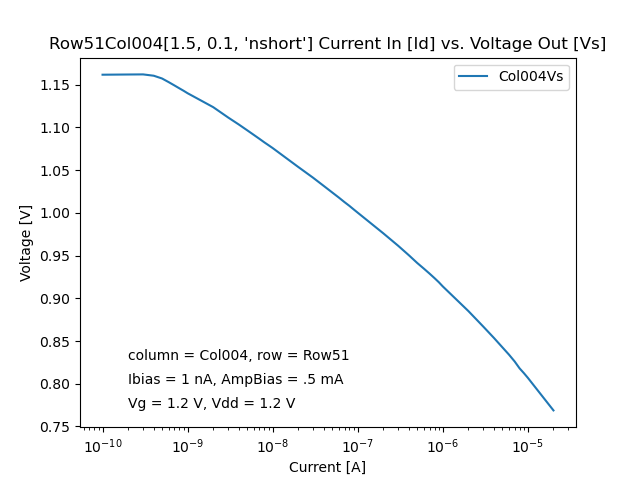 Row51Col004[1.5, 0.1, 'nshort'] Current In [Id] vs. Voltage Out [Vs]
Col004Vs
1.15
1.10
1.05
1.00
0.95
0.90
0.85
0.80
0.75
Voltage [V]
column = Col004, row = Row51
Ibias = 1 nA, AmpBias = .5 mA
Vg = 1.2 V, Vdd = 1.2 V
10⁻¹⁰ 10⁻⁹ 10⁻⁸ 10⁻⁷ 10⁻⁶ 10⁻⁵
Current [A]